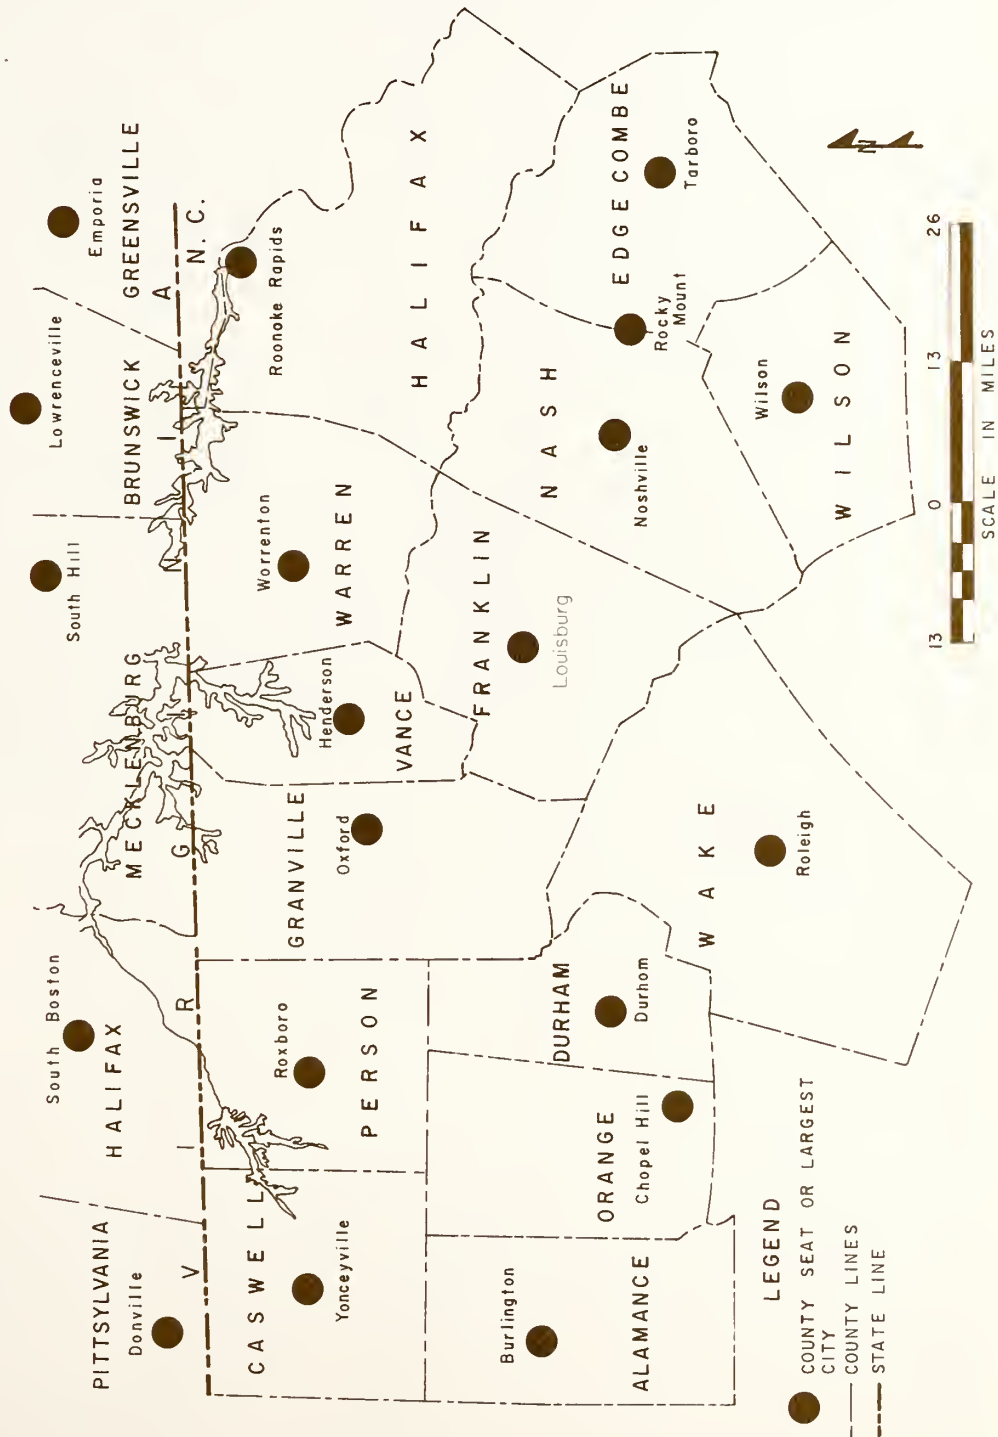 Emporia
GREENSVILLE
Lawrenceville
BRUNSWICK
South Hill
MECKLENBURG
South Boston
HALIFAX
PITTSYLVANIA
Danville
V I R G I N I A
N. C.
Roanoke Rapids
HALIFAX
Warrenton
WARREN
Henderson
VANCE
GRANVILLE
Oxford
Roxboro
PERSON
CASWELL
Yanceyville
EDGECOMBE
Tarboro
Rocky
Mount
NASH
Nashville
FRANKLIN
Louisburg
Wilson
WILSON
WAKE
Raleigh
DURHAM
Durham
ORANGE
Chapel Hill
Burlington
ALAMANCE
LEGEND
COUNTY SEAT OR LARGEST
CITY
COUNTY LINES
STATE LINE
N
13 0 13 26
SCALE IN MILES